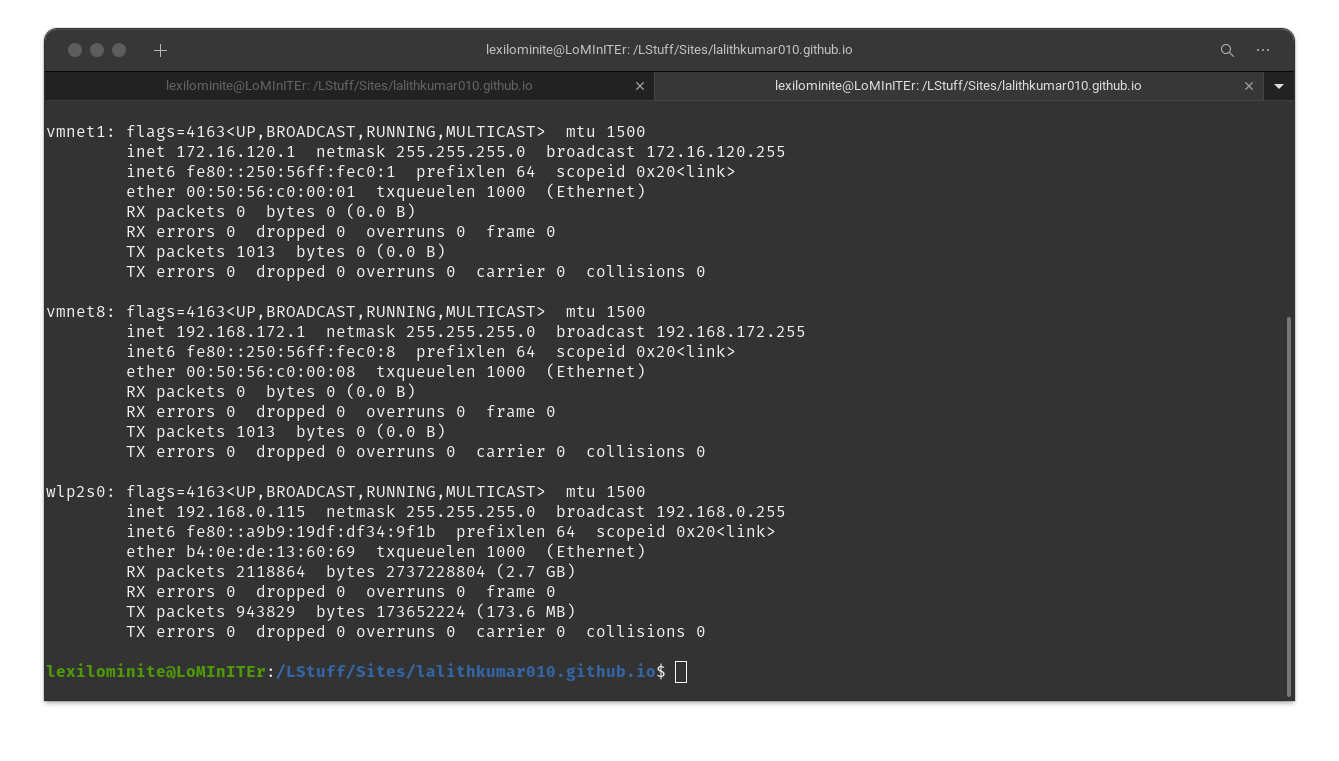 lexilominite@LoMInITEr: /LStuff/Sites/lalithkumar010.github.io
lexilominite@LoMInITEr: /LStuff/Sites/lalithkumar010.github.io
lexilominite@LoMInITEr: /LStuff/Sites/lalithkumar010.github.io
vmnet1: flags=4163<UP,BROADCAST,RUNNING,MULTICAST>  mtu 1500
        inet 172.16.120.1  netmask 255.255.255.0  broadcast 172.16.120.255
        inet6 fe80::250:56ff:fec0:1  prefixlen 64  scopeid 0x20<link>
        ether 00:50:56:c0:00:01  txqueuelen 1000  (Ethernet)
        RX packets 0  bytes 0 (0.0 B)
        RX errors 0  dropped 0  overruns 0  frame 0
        TX packets 1013  bytes 0 (0.0 B)
        TX errors 0  dropped 0 overruns 0  carrier 0  collisions 0
vmnet8: flags=4163<UP,BROADCAST,RUNNING,MULTICAST>  mtu 1500
        inet 192.168.172.1  netmask 255.255.255.0  broadcast 192.168.172.255
        inet6 fe80::250:56ff:fec0:8  prefixlen 64  scopeid 0x20<link>
        ether 00:50:56:c0:00:08  txqueuelen 1000  (Ethernet)
        RX packets 0  bytes 0 (0.0 B)
        RX errors 0  dropped 0  overruns 0  frame 0
        TX packets 1013  bytes 0 (0.0 B)
        TX errors 0  dropped 0 overruns 0  carrier 0  collisions 0
wlp2s0: flags=4163<UP,BROADCAST,RUNNING,MULTICAST>  mtu 1500
        inet 192.168.0.115  netmask 255.255.255.0  broadcast 192.168.0.255
        inet6 fe80::a9b9:19df:df34:9f1b  prefixlen 64  scopeid 0x20<link>
        ether b4:0e:de:13:60:69  txqueuelen 1000  (Ethernet)
        RX packets 2118864  bytes 2737228804 (2.7 GB)
        RX errors 0  dropped 0  overruns 0  frame 0
        TX packets 943829  bytes 173652224 (173.6 MB)
        TX errors 0  dropped 0 overruns 0  carrier 0  collisions 0
lexilominite@LoMInITEr:/LStuff/Sites/lalithkumar010.github.io$